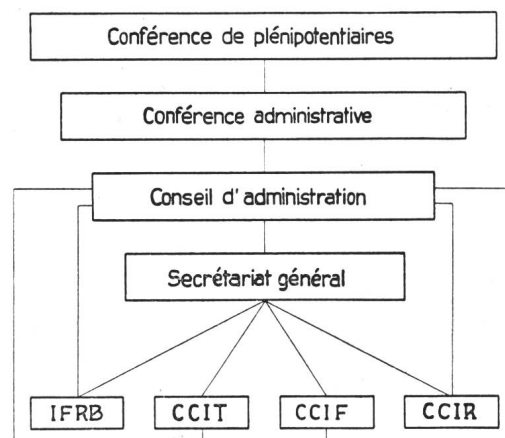 Conférence de plénipotentiaires
Conférence administrative
Conseil d'administration
Secrétariat général
IFRB CCIT CCIF CCIR